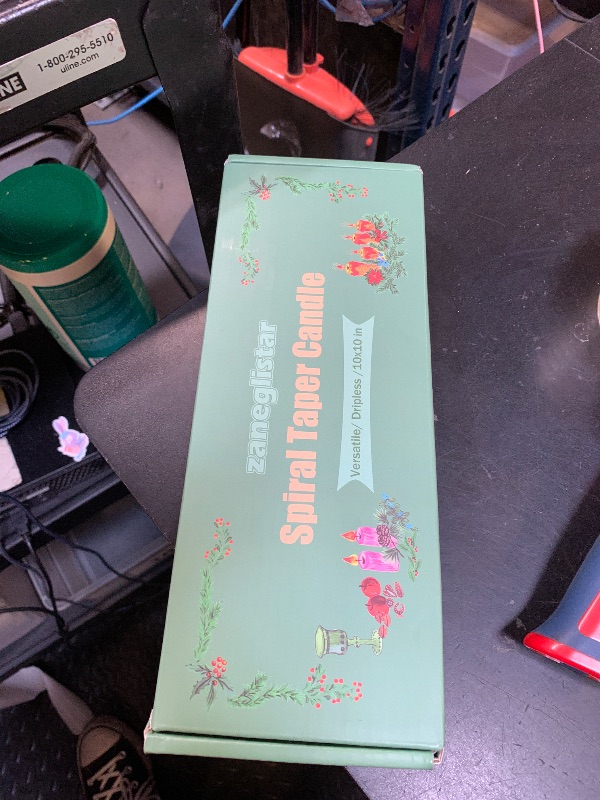 1-800-295-5510
uline.com
zaneglistar
Spiral Taper Candle
Versatile/ Dripless /10x10 in